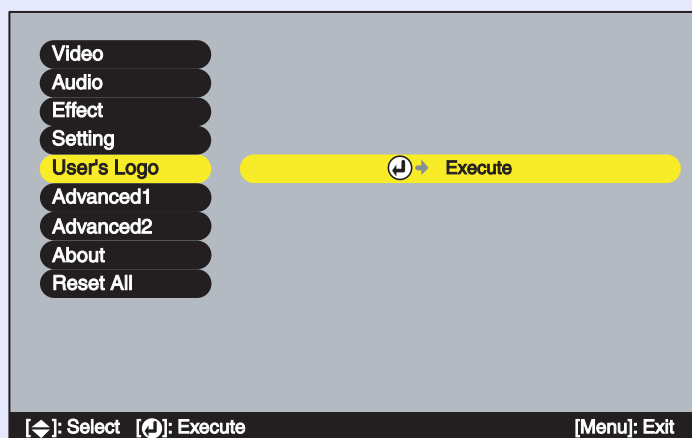 Video
Audio
Effect
Setting
User's Logo
Execute
Advanced1
Advanced2
About
Reset All
[]: Select []: Execute [Menu]: Exit